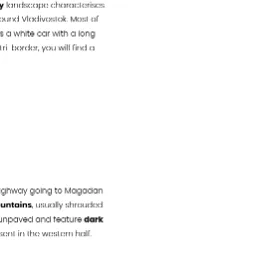 y landscape characterises
ound Vladivostok. Most of
s a white car with a long
tri-border, you will find a
ghway going to Magadan
untains, usually shrouded
unpaved and feature dark
sent in the western half.